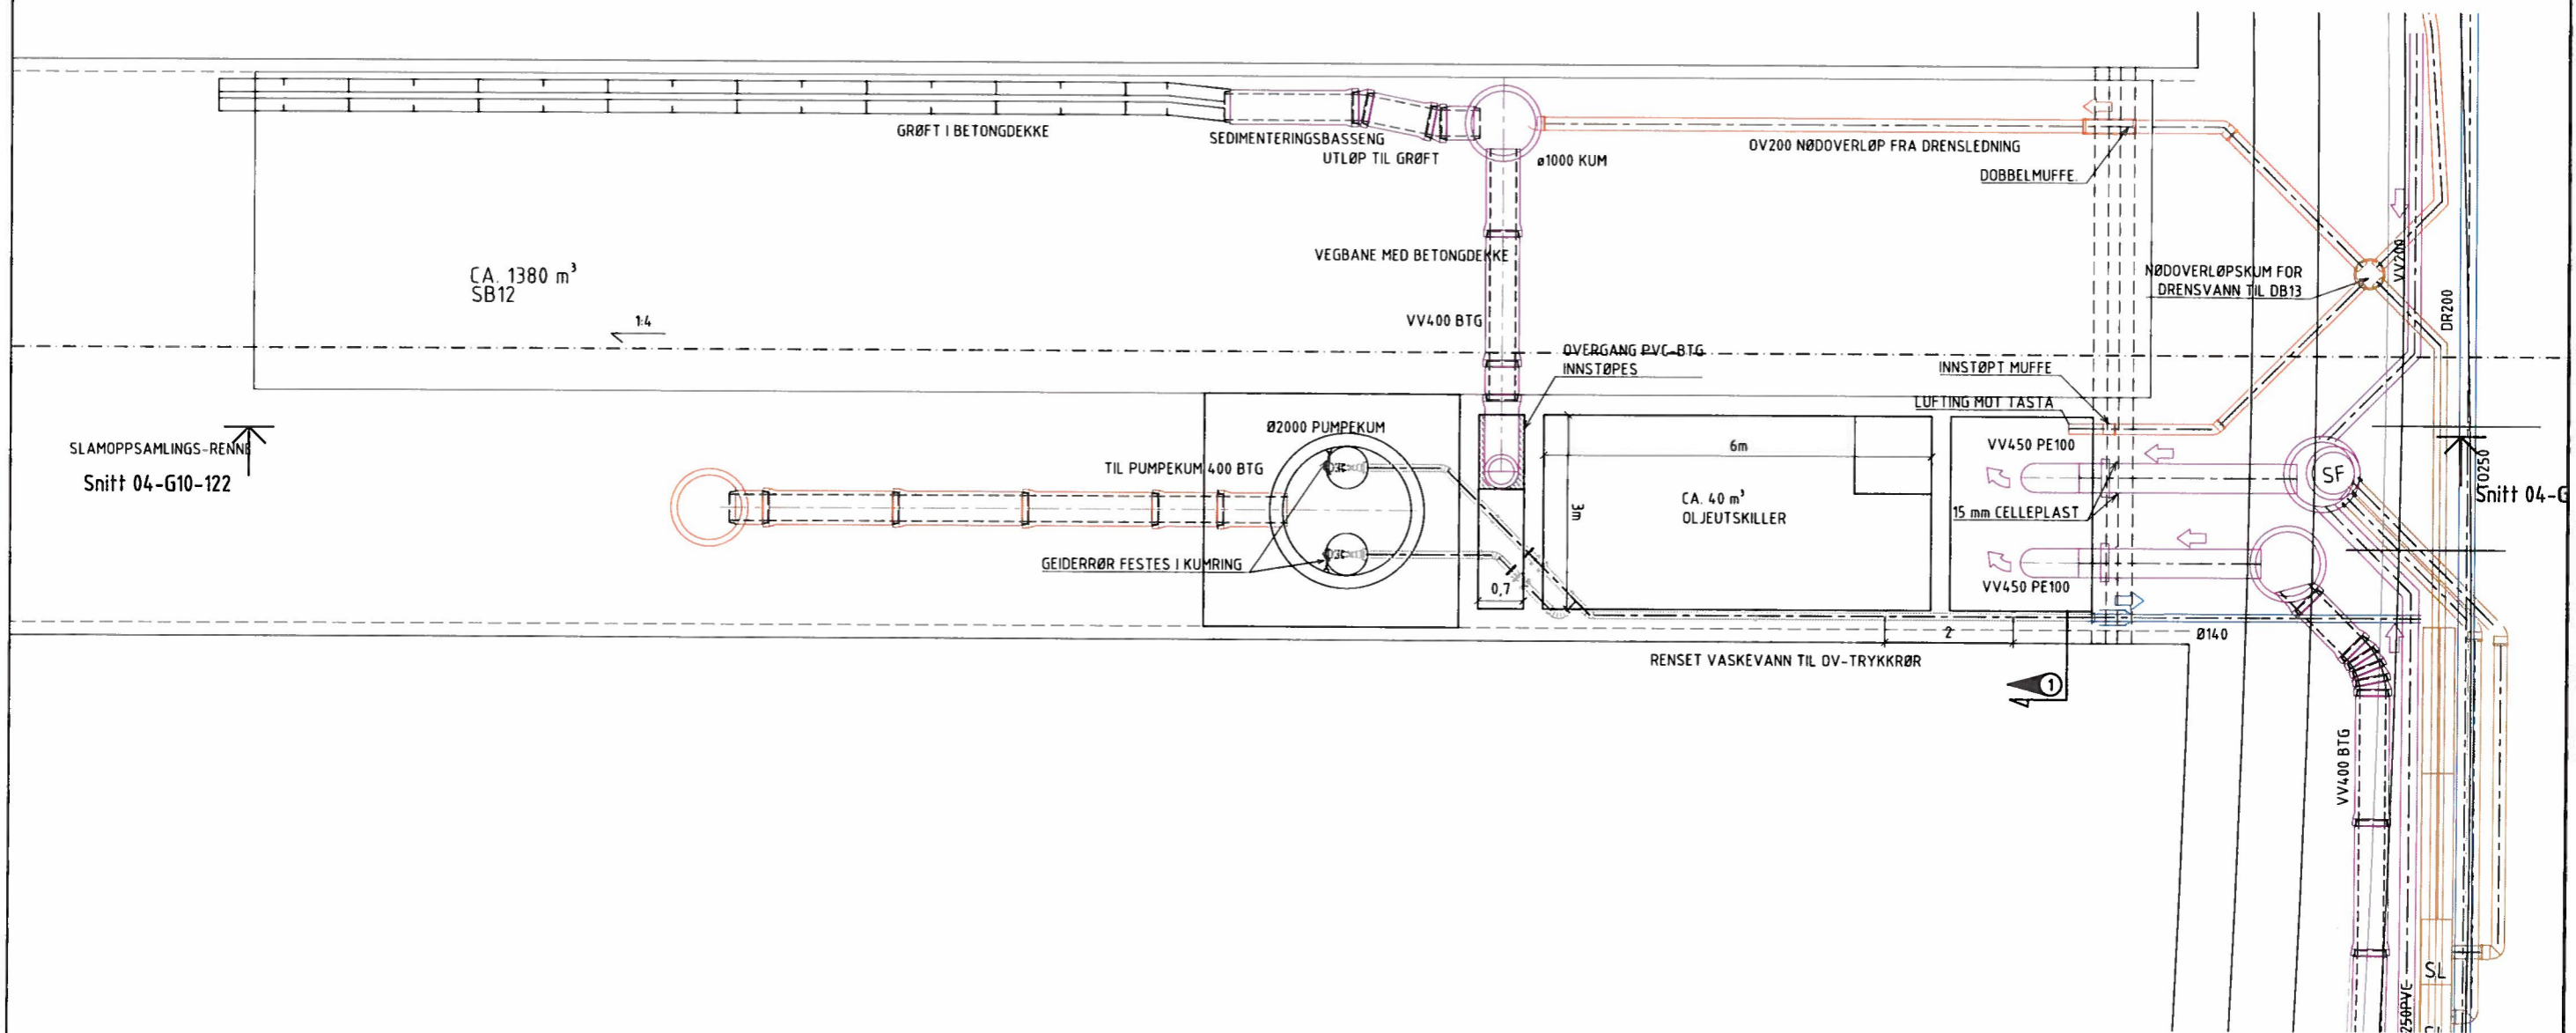 GRØFT I BETONGDEKKE
SEDIMENTERINGSBASSENG
UTLØP TIL GRØFT
ø1000 KUM
OV200 NØDOVERLØP FRA DRENSLEDNING
DOBBELMUFFE.
VEGBANE MED BETONGDEKKE
CA. 1380 m³
SB12
1:4
VV400 BTG
NØDOVERLØPSKUM FOR
DRENSVANN TIL DB13
VV200
DR200
OVERGANG PVC-BTG
INNSTØPES
INNSTØPT MUFFE
LUFTING MOT TASTA
SLAMOPPSAMLINGS-RENNE
Snitt 04-G10-122
Ø2000 PUMPEKUM
TIL PUMPEKUM 400 BTG
GEIDERRØR FESTES I KUMRING
6m
3m
CA. 40 m³
OLJEUTSKILLER
0,7
VV450 PE100
15 mm CELLEPLAST
VV450 PE100
SF
TO250
Snitt 04-G
2
Ø140
RENSET VASKEVANN TIL OV-TRYKKRØR
1
VV400 BTG
SL
250PVC